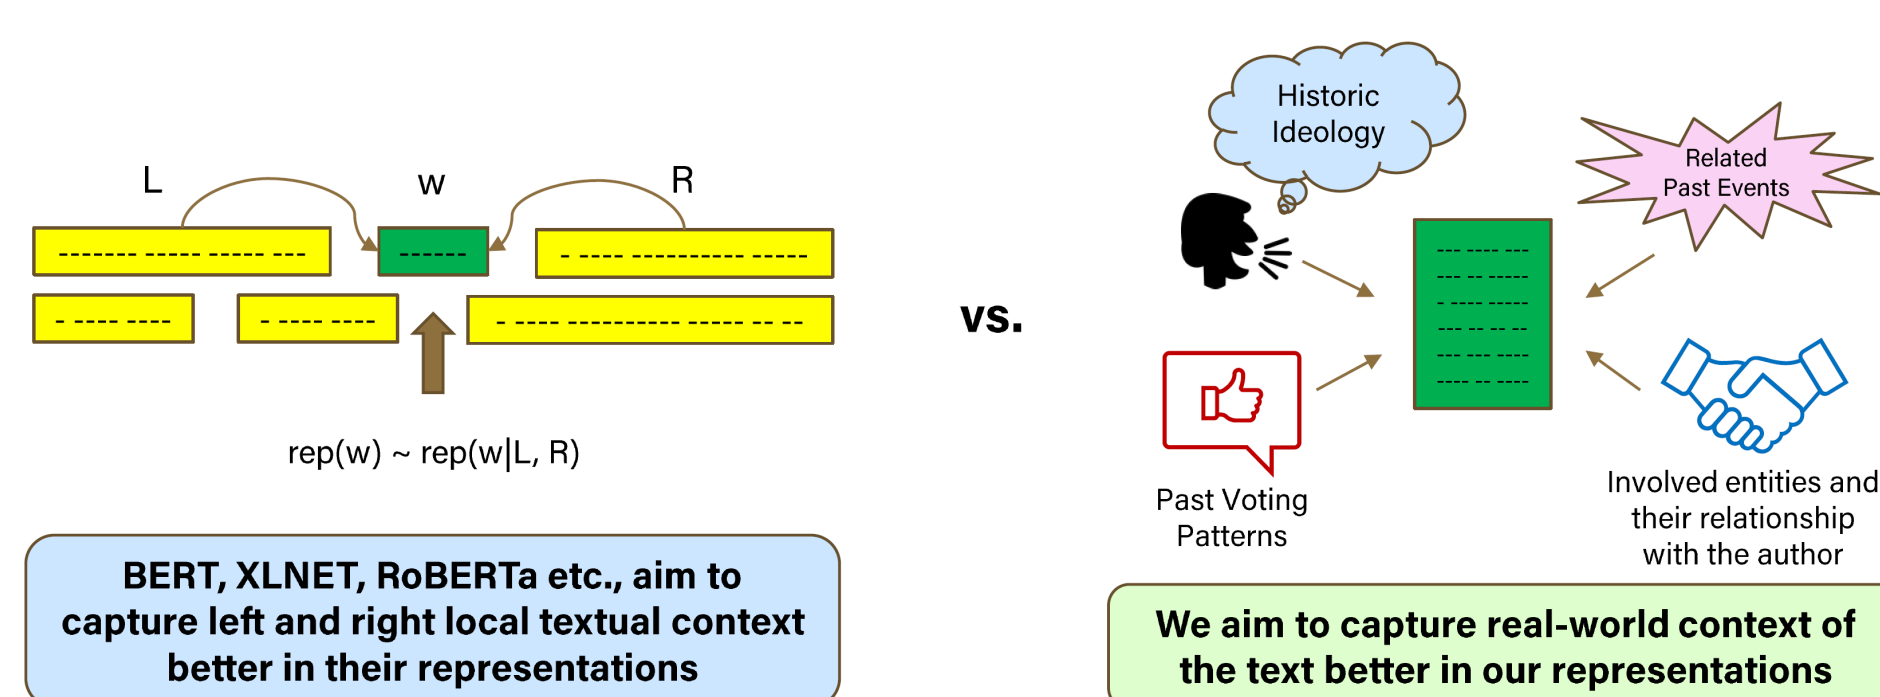 L
w
R
rep(w) ~ rep(w|L, R)
BERT, XLNET, RoBERTa etc., aim to
capture left and right local textual context
better in their representations
vs.
Historic
Ideology
Related
Past Events
Past Voting
Patterns
Involved entities and
their relationship
with the author
We aim to capture real-world context of
the text better in our representations